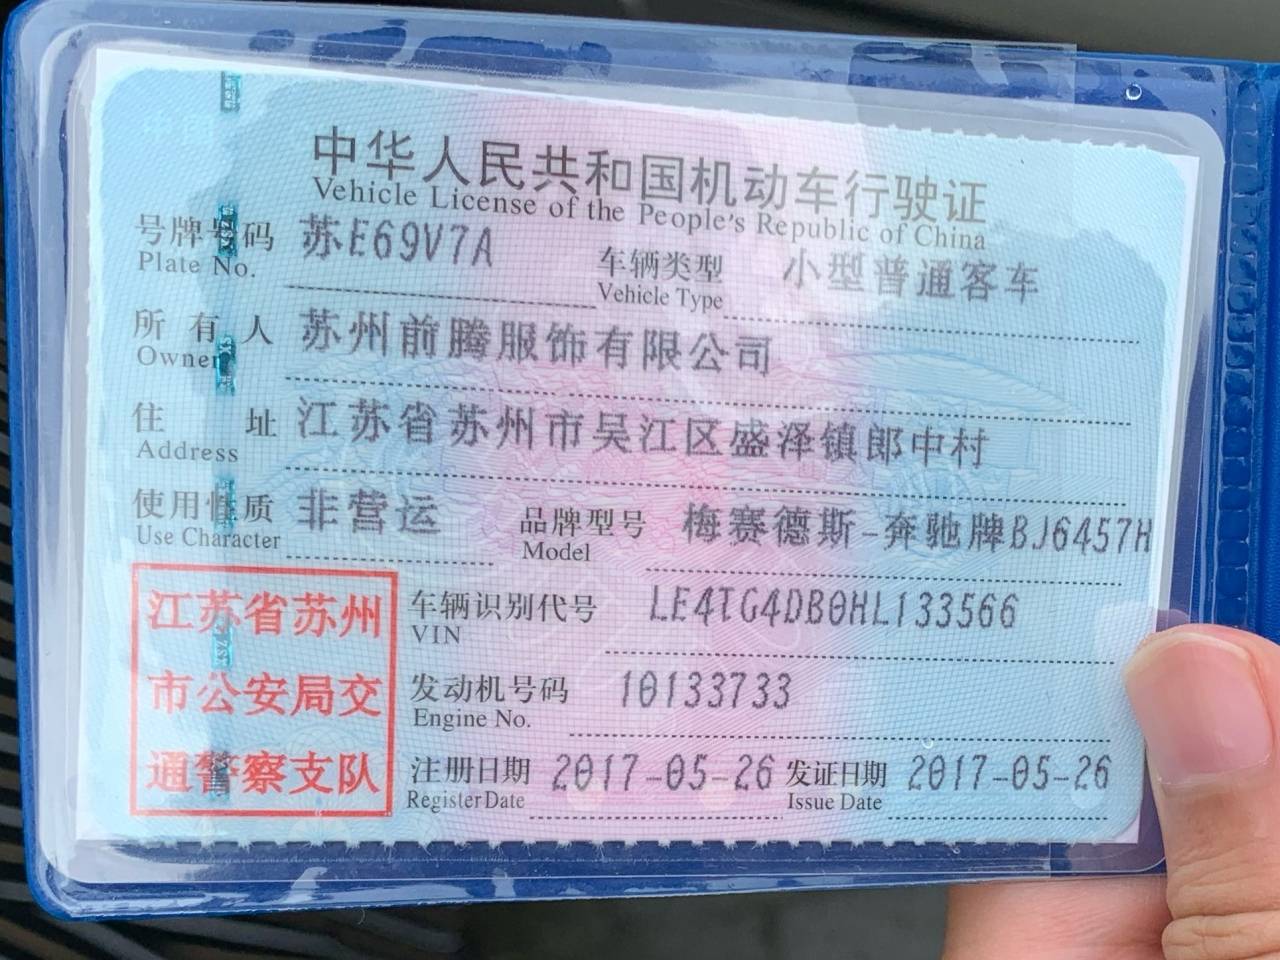 中华人民共和国机动车行驶证
Vehicle License of the People's Republic of China
号牌号码 苏E69V7A 车辆类型 小型普通客车
Plate No. Vehicle Type
所有人 苏州前腾服饰有限公司
Owner
住址 江苏省苏州市吴江区盛泽镇郎中村
Address
使用性质 非营运 品牌型号 梅赛德斯-奔驰牌BJ6457H
Use Character Model
江苏省苏州
市公安局交
通警察支队
车辆识别代号 LE4TG4DB0HL133566
VIN
发动机号码 10133733
Engine No.
注册日期 2017-05-26 发证日期 2017-05-26
Register Date Issue Date